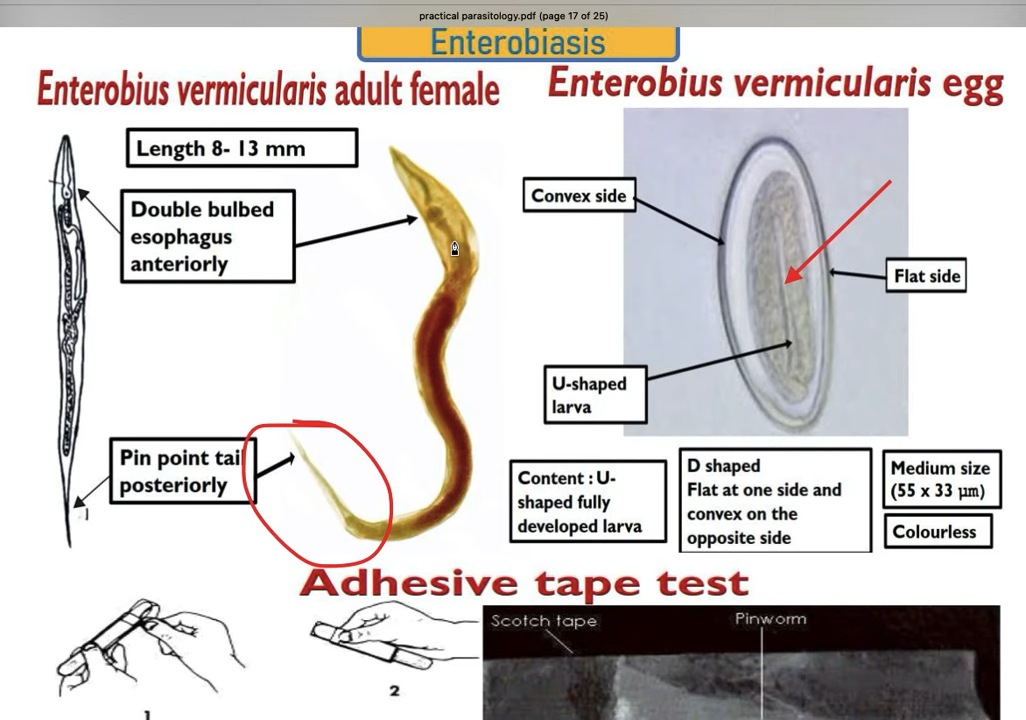 practical parasitology.pdf (page 17 of 25)
Enterobiasis
Enterobius vermicularis adult female
Enterobius vermicularis egg
Length 8- 13 mm
Double bulbed
esophagus
anteriorly
Convex side
Flat side
U-shaped
larva
Pin point tail
posteriorly
Content : U-
shaped fully
developed larva
D shaped
Flat at one side and
convex on the
opposite side
Medium size
(55 x 33 µm)
Colourless
Adhesive tape test
Scotch tape
Pinworm
1
2